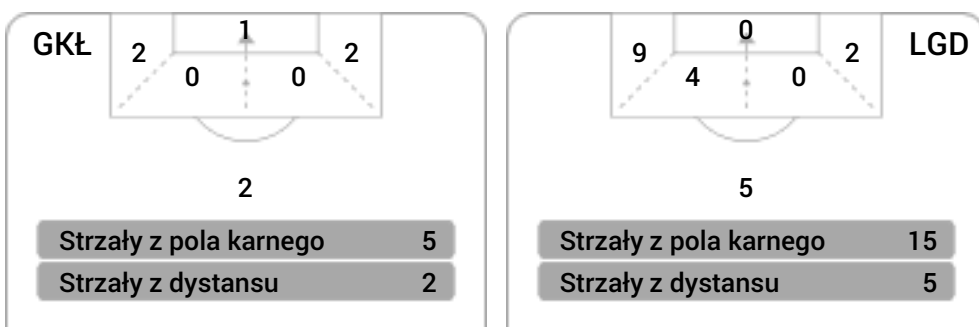 GKŁ
1
2 2
0 0
2
Strzały z pola karnego 5
Strzały z dystansu 2
LGD
0
9 2
4 0
5
Strzały z pola karnego 15
Strzały z dystansu 5